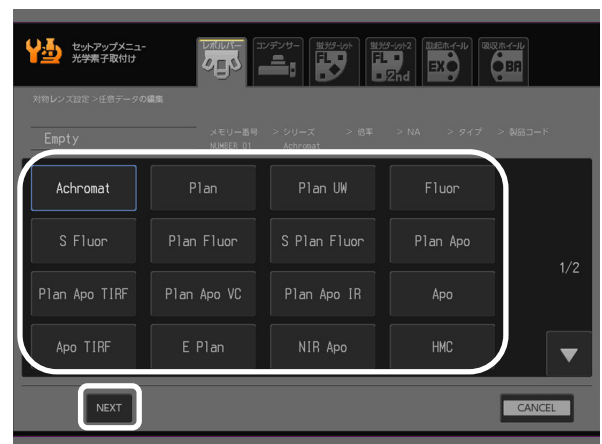 セットアップメニュー
光学素子取付け
レボルバー
コンデンサー
蛍光ターレット
FL
蛍光ターレット2
FL
2nd
励起ホイール
EX
吸収ホイール
BA
対物レンズ設定 >任意データの編集
Empty
メモリー番号 > シリーズ > 倍率 > NA > タイプ > 製品コード
NUMBER 01 Achromat
Achromat Plan Plan UW Fluor
S Fluor Plan Fluor S Plan Fluor Plan Apo
1/2
Plan Apo TIRF Plan Apo VC Plan Apo IR Apo
Apo TIRF E Plan NIR Apo HMC
NEXT CANCEL